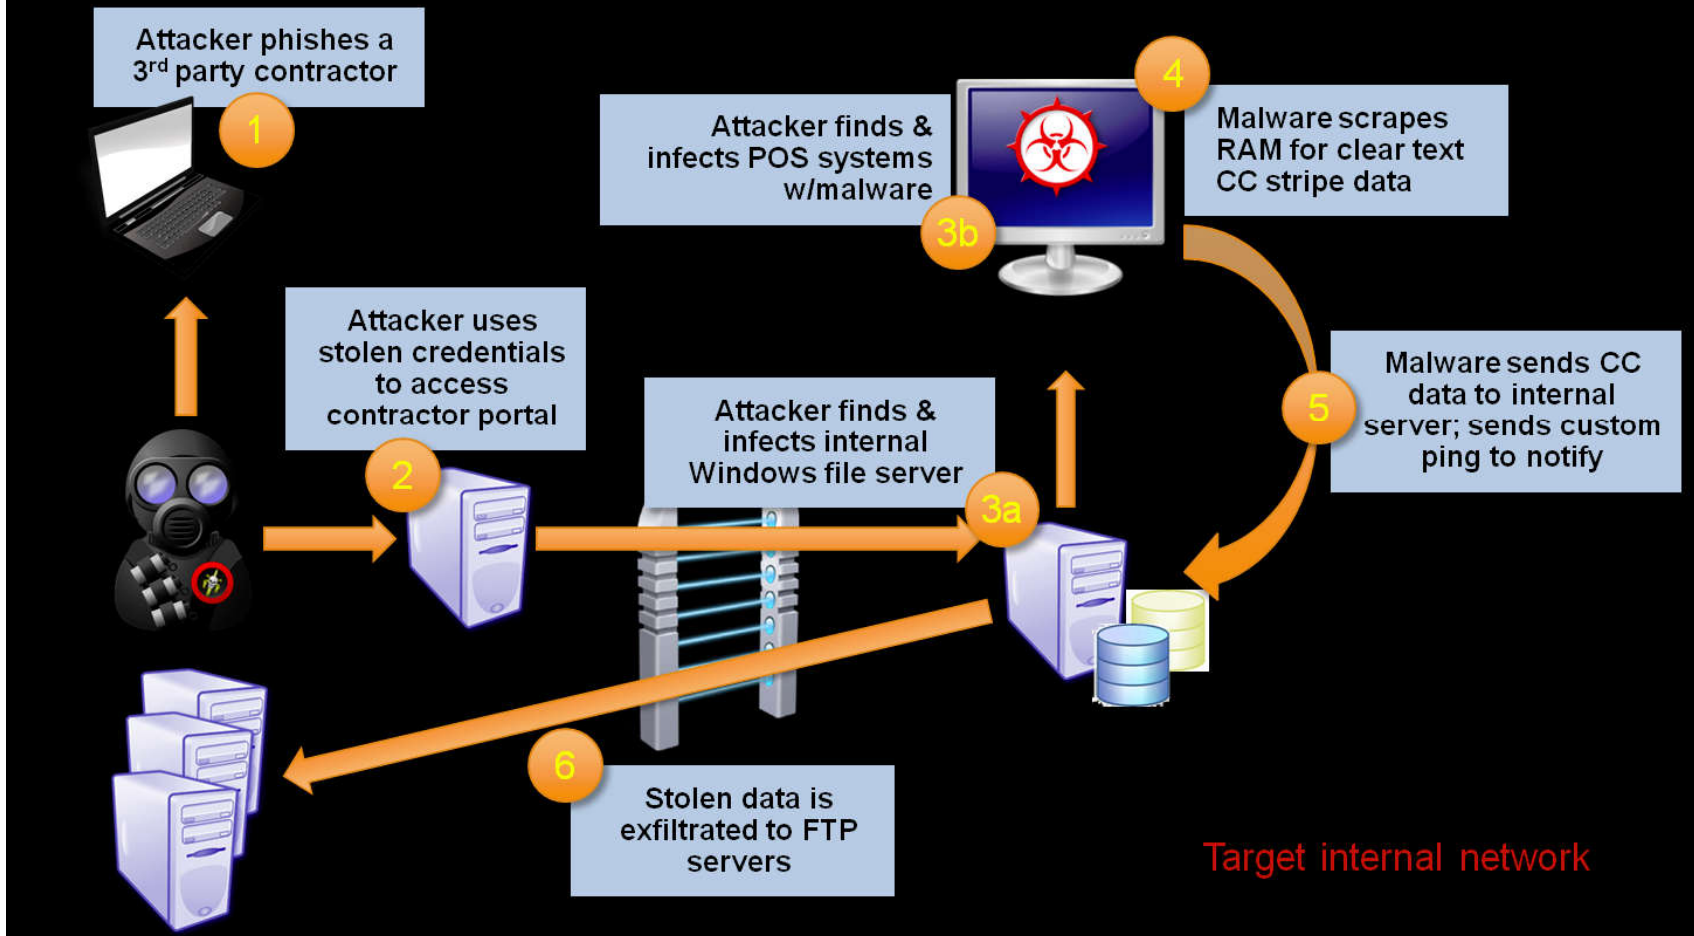 Attacker phishes a
3rd party contractor
1
Attacker finds &
infects POS systems
w/malware
3b
4
Malware scrapes
RAM for clear text
CC stripe data
Attacker uses
stolen credentials
to access
contractor portal
2
Attacker finds &
infects internal
Windows file server
3a
5
Malware sends CC
data to internal
server; sends custom
ping to notify
6
Stolen data is
exfiltrated to FTP
servers
Target internal network